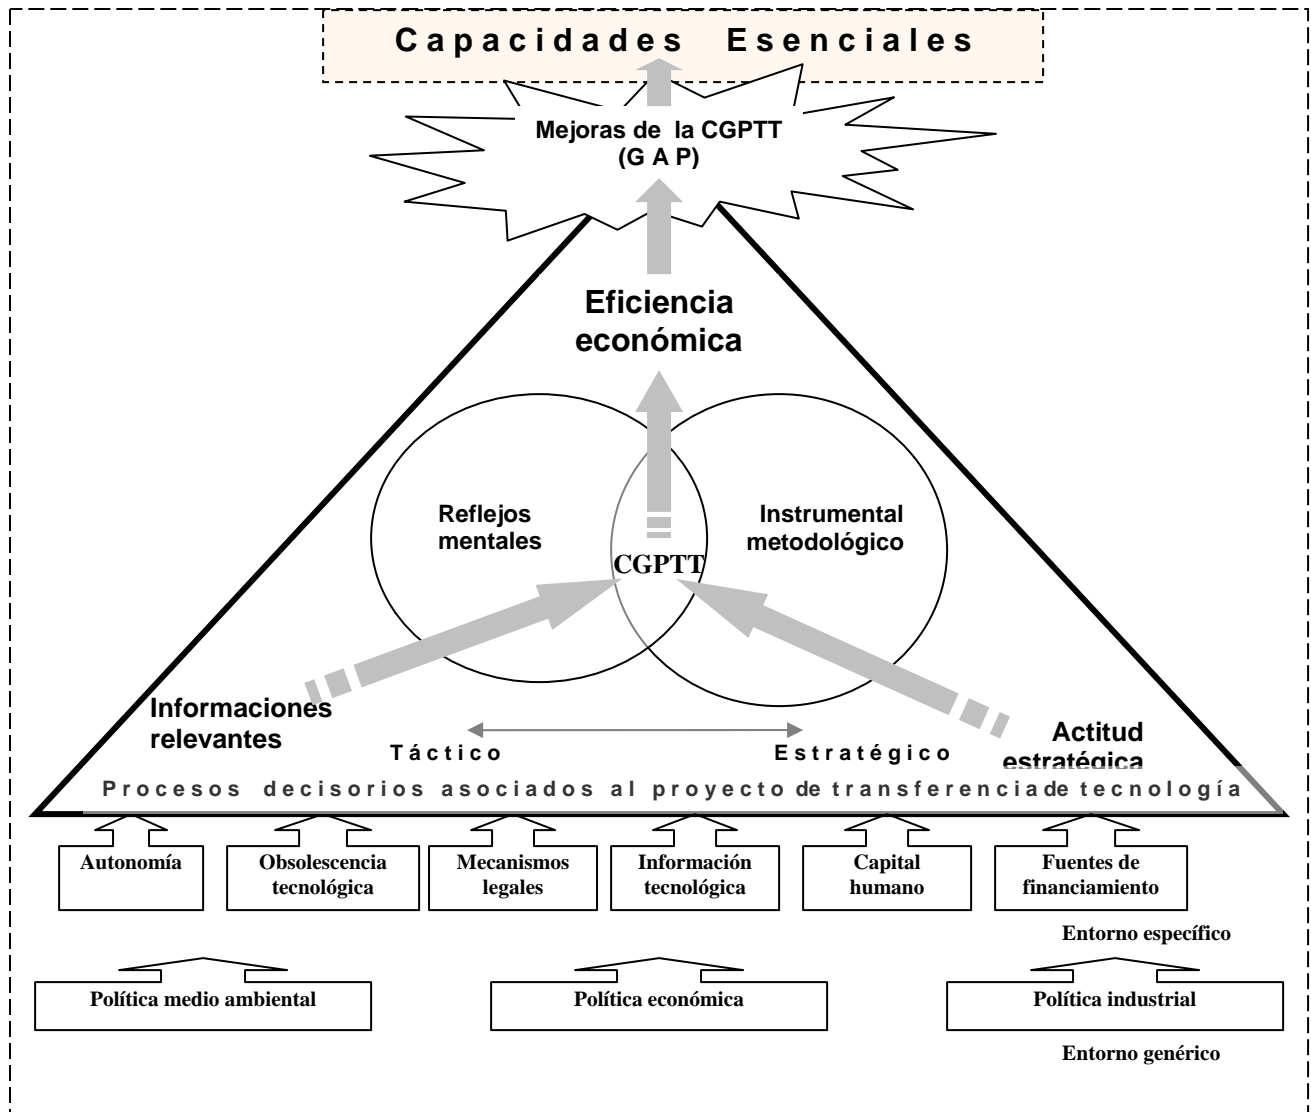 Capacidades Esenciales
Mejoras de la CGPTT
(G A P)
Eficiencia
económica
Reflejos
mentales
Instrumental
metodológico
CGPTT
Informaciones
relevantes
Actitud
estratégica
Táctico
Estratégico
Procesos decisorios asociados al proyecto de transferencia de tecnología
Autonomía
Obsolescencia
tecnológica
Mecanismos
legales
Información
tecnológica
Capital
humano
Fuentes de
financiamiento
Entorno específico
Política medio ambiental
Política económica
Política industrial
Entorno genérico